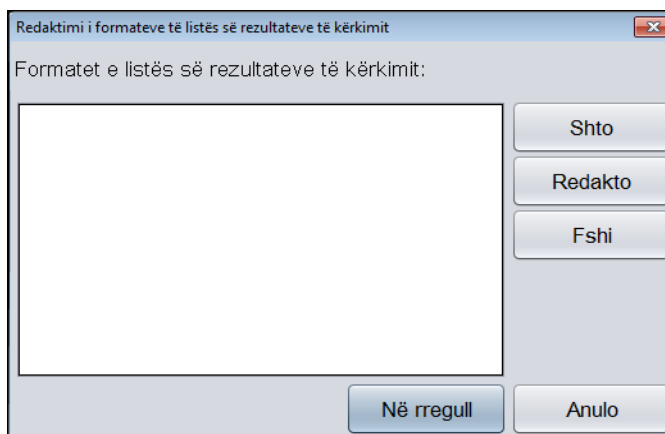 Redaktimi i formateve të listës së rezultateve të kërkimit
Formatet e listës së rezultateve të kërkimit:
Shto
Redakto
Fshi
Në rregull
Anulo